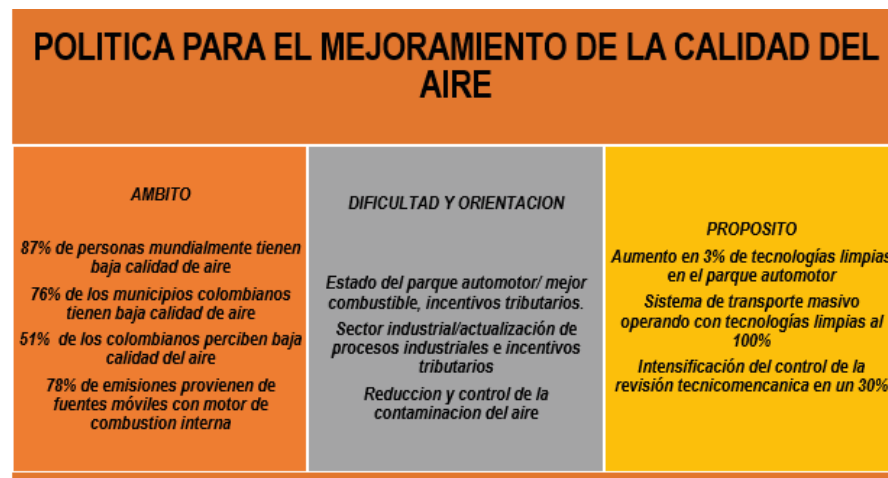 POLITICA PARA EL MEJORAMIENTO DE LA CALIDAD DEL
AIRE
AMBITO
87% de personas mundialmente tienen
baja calidad de aire
76% de los municipios colombianos
tienen baja calidad de aire
51% de los colombianos perciben baja
calidad del aire
78% de emisiones provienen de
fuentes móviles con motor de
combustion interna
DIFICULTAD Y ORIENTACION
Estado del parque automotor/ mejor
combustible, incentivos tributarios.
Sector industrial/actualización de
procesos industriales e incentivos
tributarios
Reduccion y control de la
contaminacion del aire
PROPOSITO
Aumento en 3% de tecnologías limpias
en el parque automotor
Sistema de transporte masivo
operando con tecnologías limpias al
100%
Intensificación del control de la
revisión tecnicomencanica en un 30%